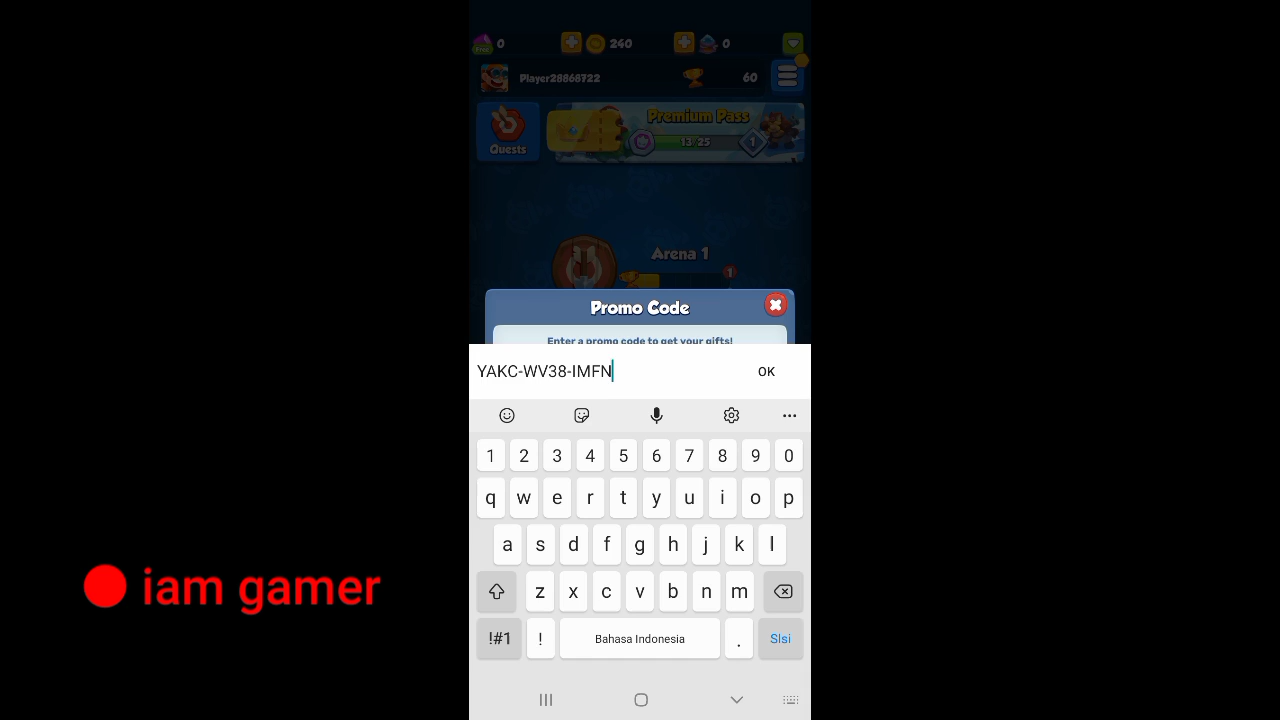 Free 0 240 0
Player28868722 60
Quests
Premium Pass
13/25 1
Arena 1
1
Promo Code
Enter a promo code to get your gifts!
YAKC-WV38-IMFN OK
1 2 3 4 5 6 7 8 9 0
q w e r t y u i o p
a s d f g h j k l
z x c v b n m
!#1 ! Bahasa Indonesia . Slsi
iam gamer